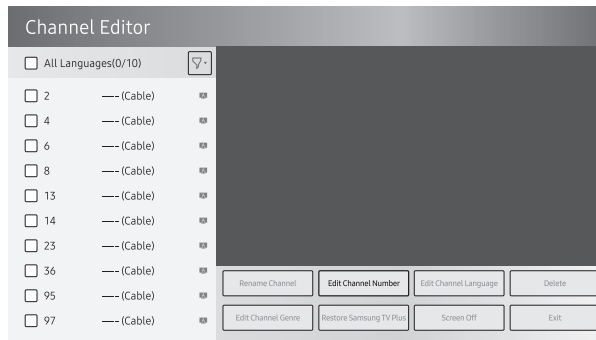 Channel Editor
All Languages(0/10)
2 —-- (Cable)
4 —-- (Cable)
6 —-- (Cable)
8 —-- (Cable)
13 —-- (Cable)
14 —-- (Cable)
23 —-- (Cable)
36 —-- (Cable)
95 —-- (Cable)
97 —-- (Cable)
Rename Channel Edit Channel Number Edit Channel Language Delete
Edit Channel Genre Restore Samsung TV Plus Screen Off Exit